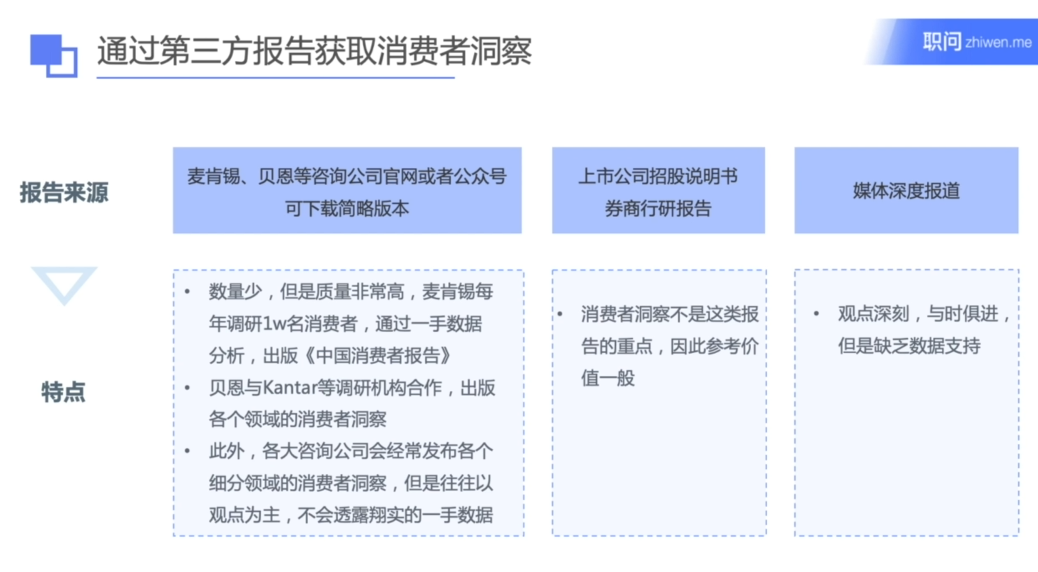 通过第三方报告获取消费者洞察
职问 zhiwen.me
报告来源
麦肯锡、贝恩等咨询公司官网或者公众号
可下载简略版本
上市公司招股说明书
券商行研报告
媒体深度报道
特点
• 数量少，但是质量非常高，麦肯锡每
年调研1w名消费者，通过一手数据
分析，出版《中国消费者报告》
• 贝恩与Kantar等调研机构合作，出版
各个领域的消费者洞察
• 此外，各大咨询公司会经常发布各个
细分领域的消费者洞察，但是往往以
观点为主，不会透露翔实的一手数据
• 消费者洞察不是这类报
告的重点，因此参考价
值一般
• 观点深刻，与时俱进，
但是缺乏数据支持